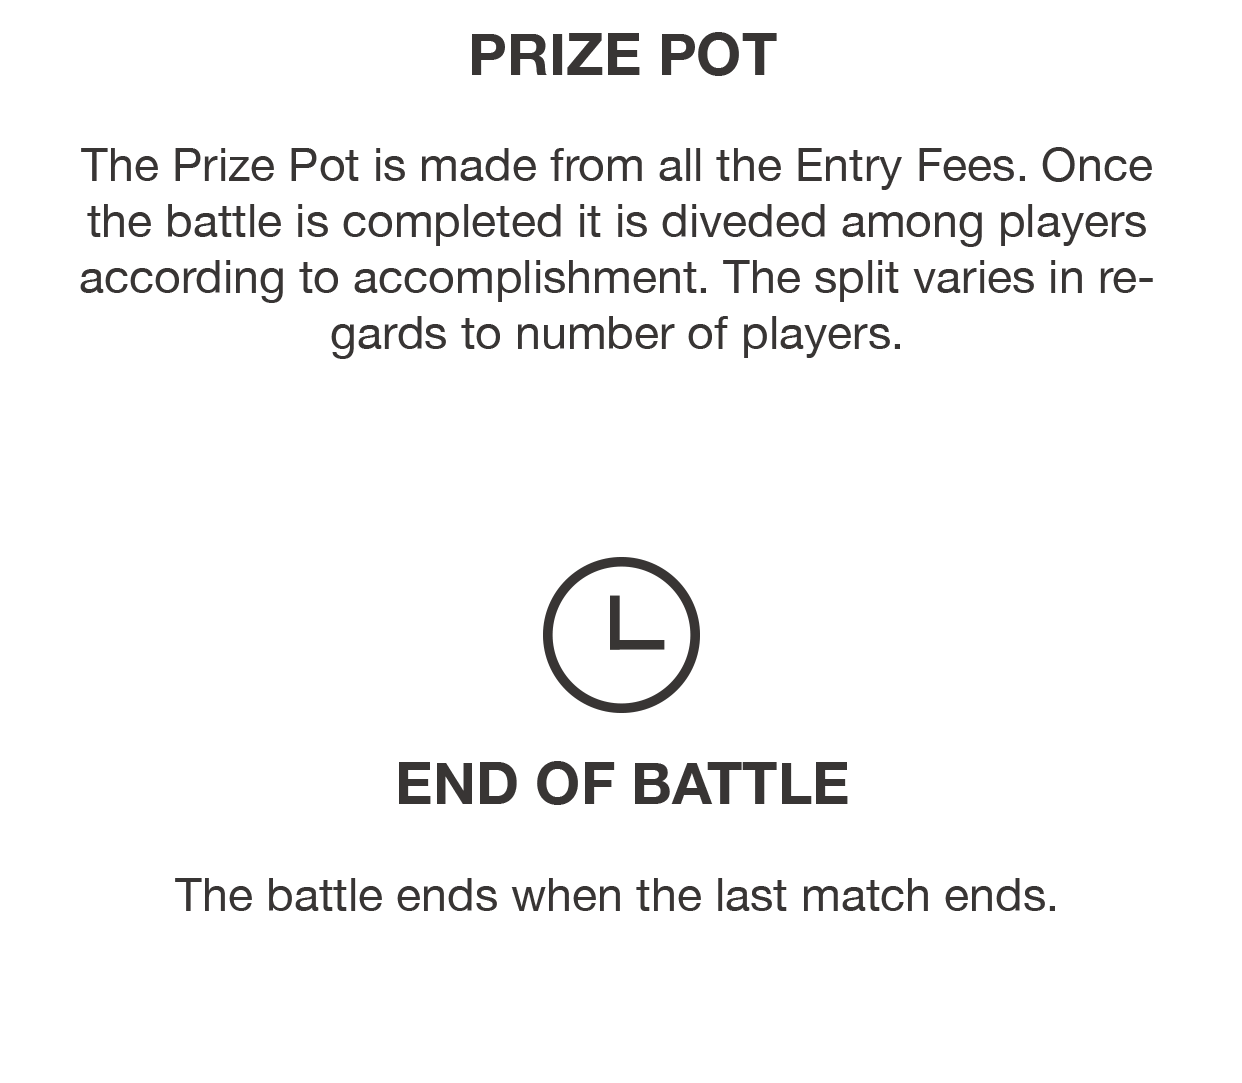 PRIZE POT
The Prize Pot is made from all the Entry Fees. Once
the battle is completed it is diveded among players
according to accomplishment. The split varies in re-
gards to number of players.
END OF BATTLE
The battle ends when the last match ends.